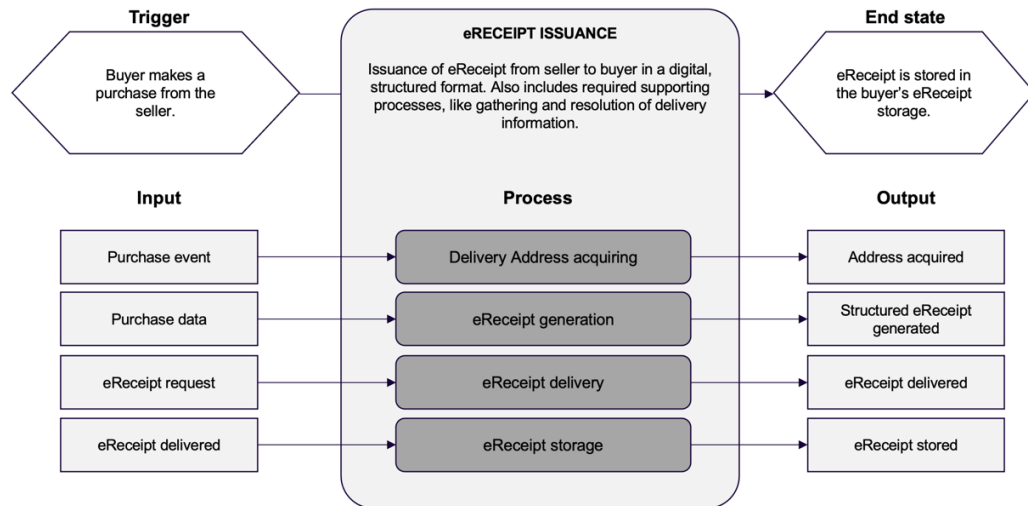 Trigger
eRECEIPT ISSUANCE
End state
Buyer makes a
purchase from the
seller.
Issuance of eReceipt from seller to buyer in a digital,
structured format. Also includes required supporting
processes, like gathering and resolution of delivery
information.
eReceipt is stored in
the buyer's eReceipt
storage.
Input
Process
Output
Purchase event
Delivery Address acquiring
Address acquired
Purchase data
eReceipt generation
Structured eReceipt
generated
eReceipt request
eReceipt delivery
eReceipt delivered
eReceipt delivered
eReceipt storage
eReceipt stored